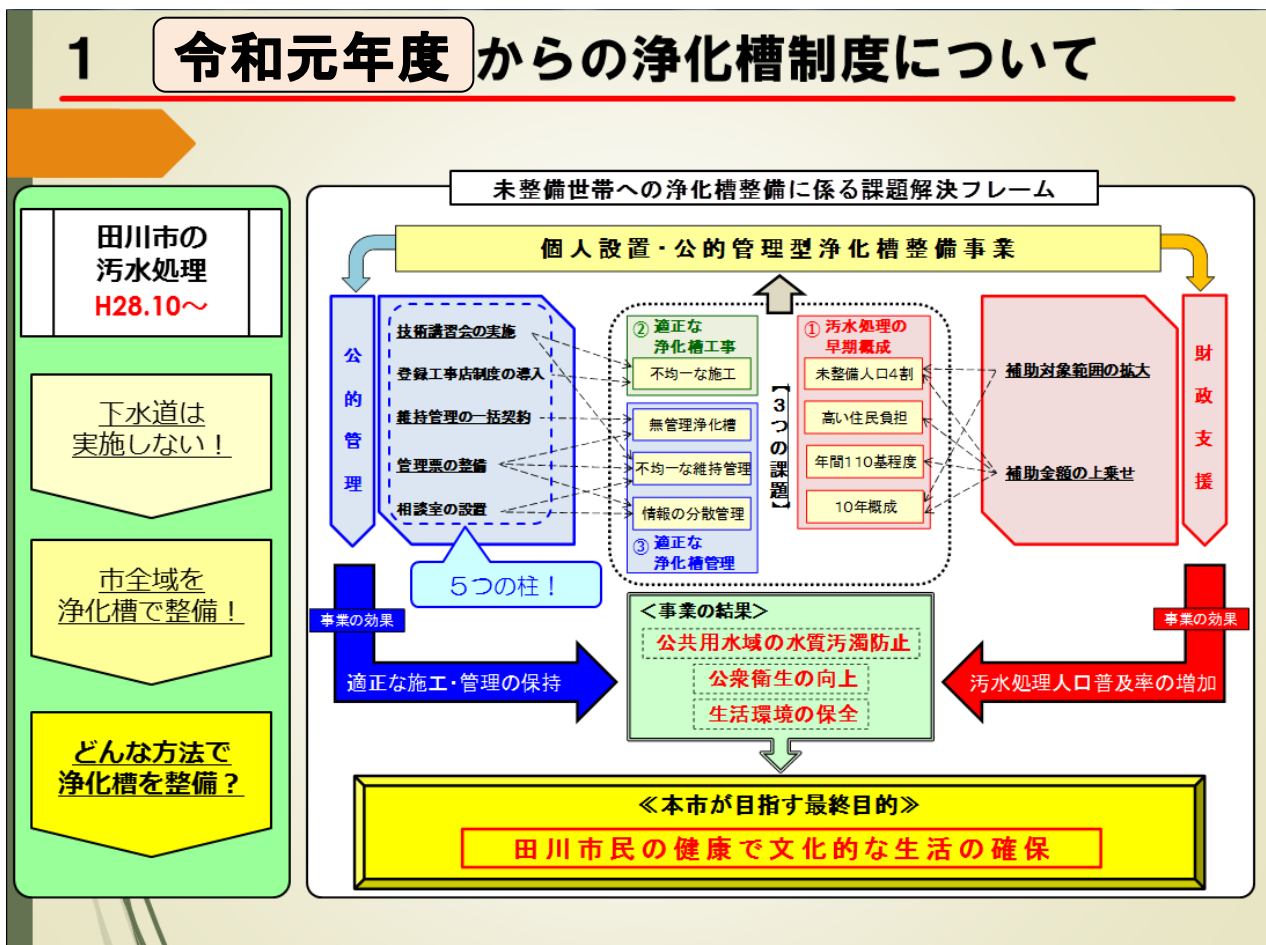 1 令和元年度からの浄化槽制度について
田川市の
汚水処理
H28.10～
下水道は
実施しない！
市全域を
浄化槽で整備！
どんな方法で
浄化槽を整備？
未整備世帯への浄化槽整備に係る課題解決フレーム
個人設置・公的管理型浄化槽整備事業
公的管理
技術講習会の実施
登録工事店制度の導入
維持管理の一括契約
管理票の整備
相談室の設置
５つの柱！
②適正な
浄化槽工事
不均一な施工
無管理浄化槽
不均一な維持管理
情報の分散管理
③適正な
浄化槽管理
【３つの課題】
①汚水処理の
早期概成
未整備人口4割
高い住民負担
年間110基程度
10年概成
補助対象範囲の拡大
補助金額の上乗せ
財政支援
事業の効果
適正な施工・管理の保持
＜事業の結果＞
公共用水域の水質汚濁防止
公衆衛生の向上
生活環境の保全
事業の効果
汚水処理人口普及率の増加
≪本市が目指す最終目的≫
田川市民の健康で文化的な生活の確保